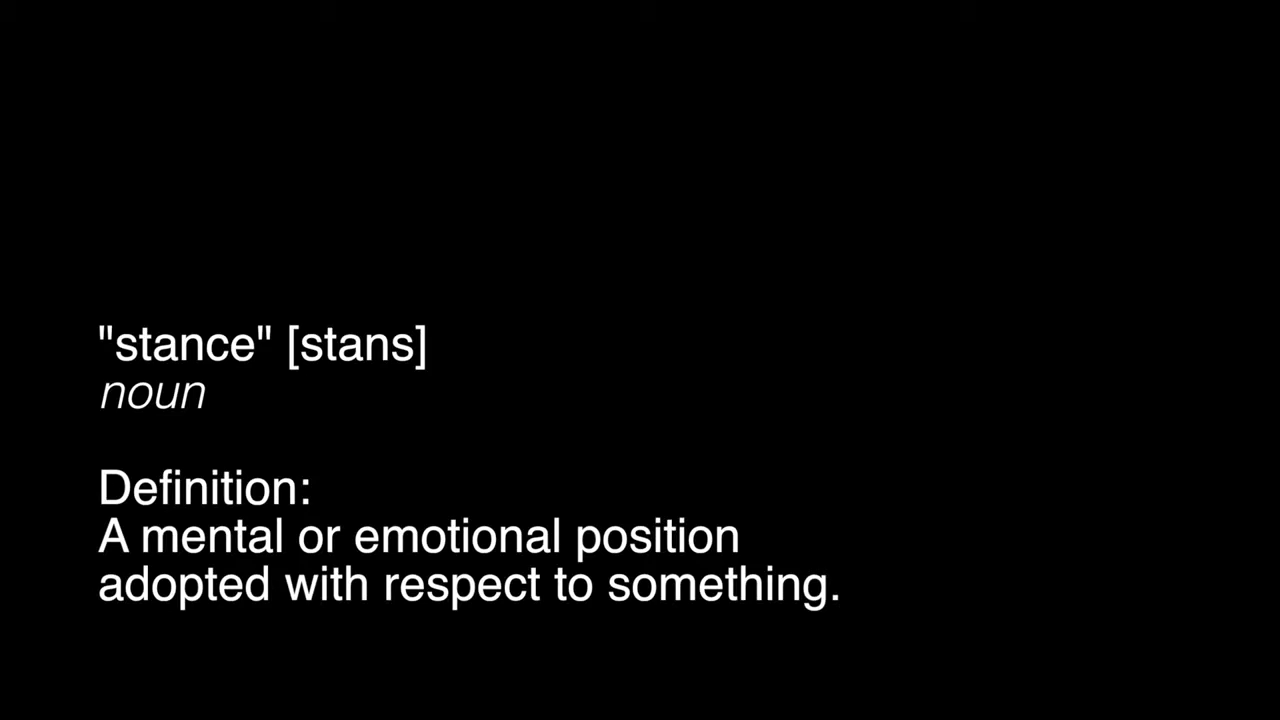 "stance" [stans]
noun
Definition:
A mental or emotional position
adopted with respect to something.